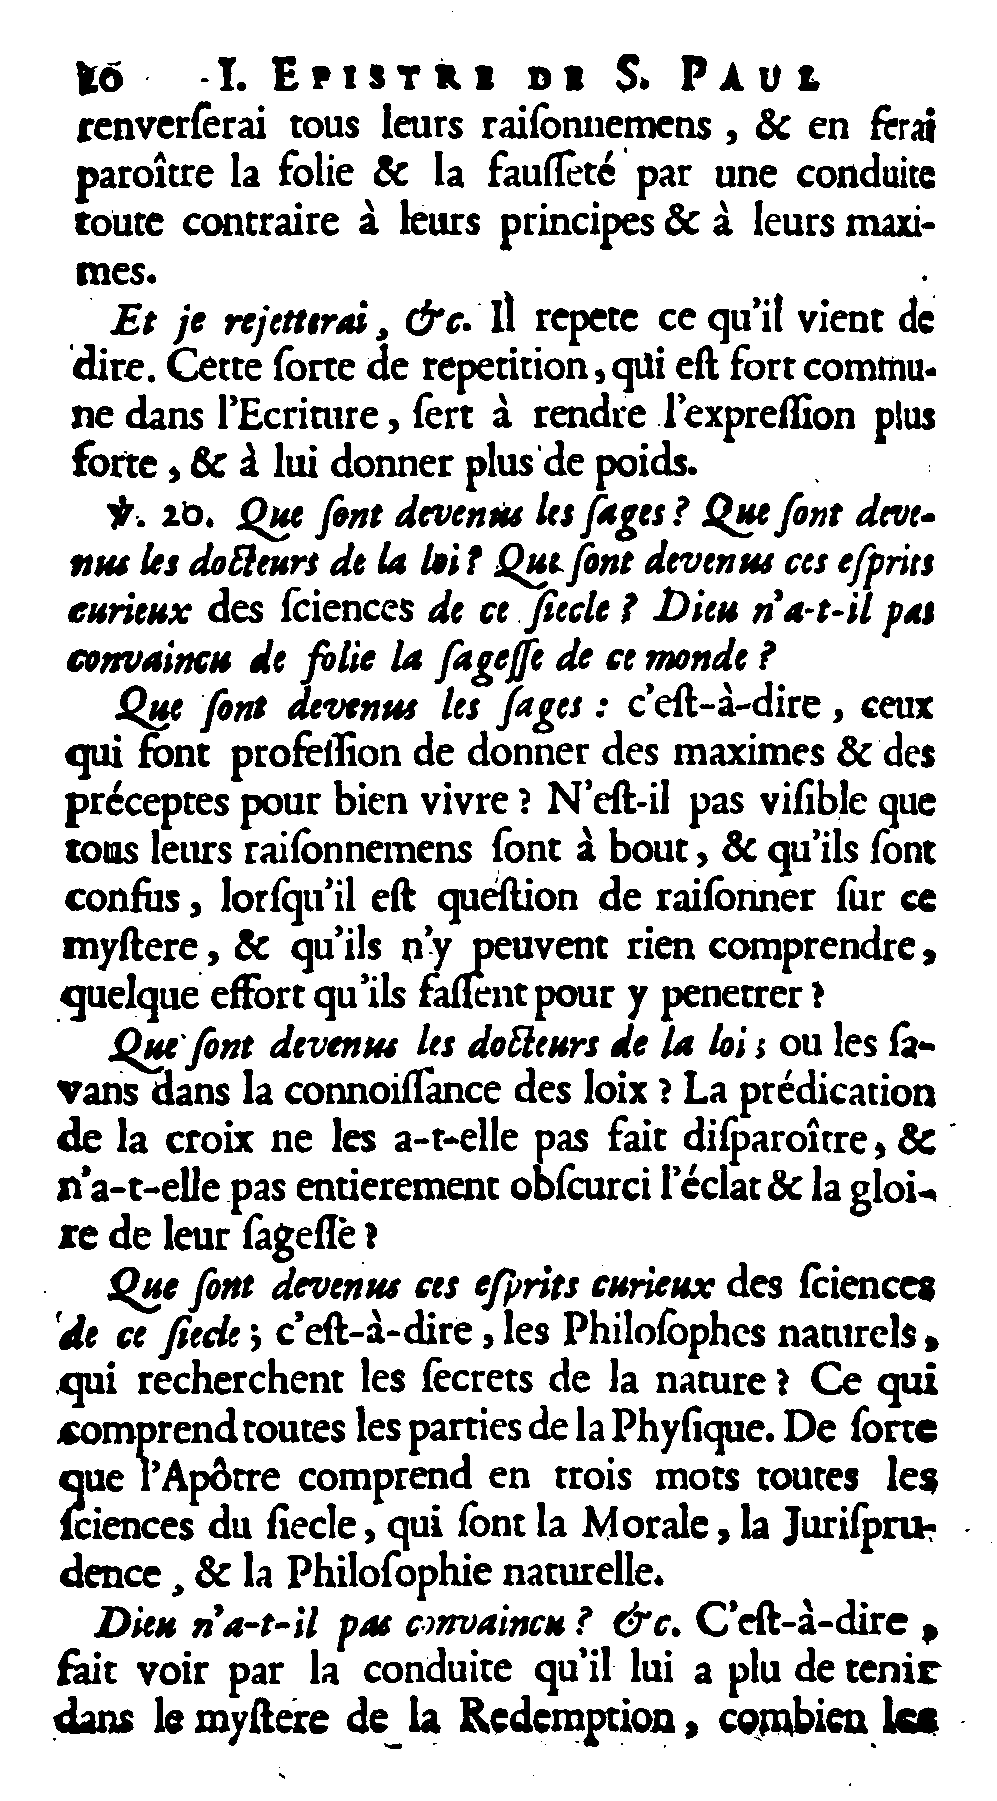 20 I. EPISTRE DE S. PAUL
renverſerai tous leurs raiſonnemens, & en ferai
paroître la folie & la fauſſeté par une conduite
toute contraire à leurs principes & à leurs maxi-
mes.
Et je rejetterai, &c. Il repete ce qu'il vient de
dire. Cette ſorte de repetition, qui eſt fort commu-
ne dans l'Ecriture, ſert à rendre l'expreſſion plus
forte, & à lui donner plus de poids.
℣. 20. Que ſont devenus les ſages? Que ſont deve-
nus les docteurs de la loi? Que ſont devenus ces eſprits
curieux des ſciences de ce ſiecle? Dieu n'a-t-il pas
convaincu de folie la ſageſſe de ce monde?
Que ſont devenus les ſages: c'eſt-à-dire, ceux
qui font profeſſion de donner des maximes & des
préceptes pour bien vivre? N'eſt-il pas viſible que
tous leurs raiſonnemens ſont à bout, & qu'ils ſont
confus, lorſqu'il eſt queſtion de raiſonner ſur ce
myſtere, & qu'ils n'y peuvent rien comprendre,
quelque effort qu'ils faſſent pour y penetrer?
Que ſont devenus les docteurs de la loi; ou les ſa-
vans dans la connoiſſance des loix? La prédication
de la croix ne les a-t-elle pas fait diſparoître, &
n'a-t-elle pas entierement obſcurci l'éclat & la gloi-
re de leur ſageſſe?
Que ſont devenus ces eſprits curieux des ſciences
de ce ſiecle; c'eſt-à-dire, les Philoſophes naturels,
qui recherchent les ſecrets de la nature? Ce qui
comprend toutes les parties de la Phyſique. De ſorte
que l'Apôtre comprend en trois mots toutes les
ſciences du ſiecle, qui ſont la Morale, la Juriſpru-
dence, & la Philoſophie naturelle.
Dieu n'a-t-il pas convaincu? &c. C'eſt-à-dire,
fait voir par la conduite qu'il lui a plu de tenir
dans le myſtere de la Redemption, combien les